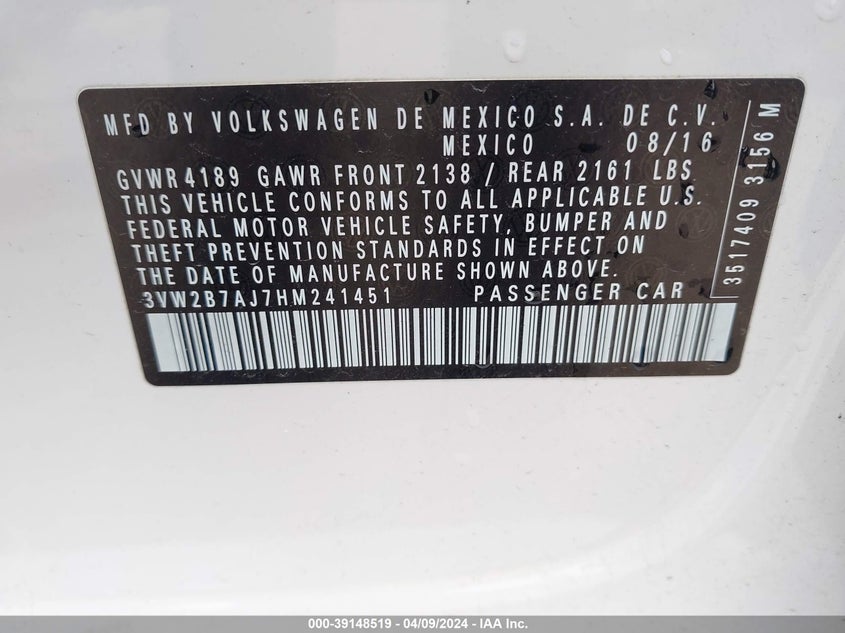 MFD BY VOLKSWAGEN DE MEXICO S.A. DE C.V.
MEXICO 08/16
GVWR 4189 GAWR FRONT 2138 / REAR 2161 LBS
THIS VEHICLE CONFORMS TO ALL APPLICABLE U.S.
FEDERAL MOTOR VEHICLE SAFETY, BUMPER AND
THEFT PREVENTION STANDARDS IN EFFECT ON
THE DATE OF MANUFACTURE SHOWN ABOVE.
3VW2B7AJ7HM241451 PASSENGER CAR
3517409 3156 M
000-39148519 - 04/09/2024 - IAA Inc.